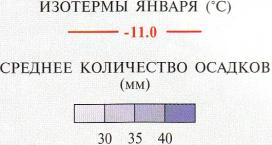 ИЗОТЕРМЫ ЯНВАРЯ (°C)
-11.0
СРЕДНЕЕ КОЛИЧЕСТВО ОСАДКОВ
(мм)
30 35 40